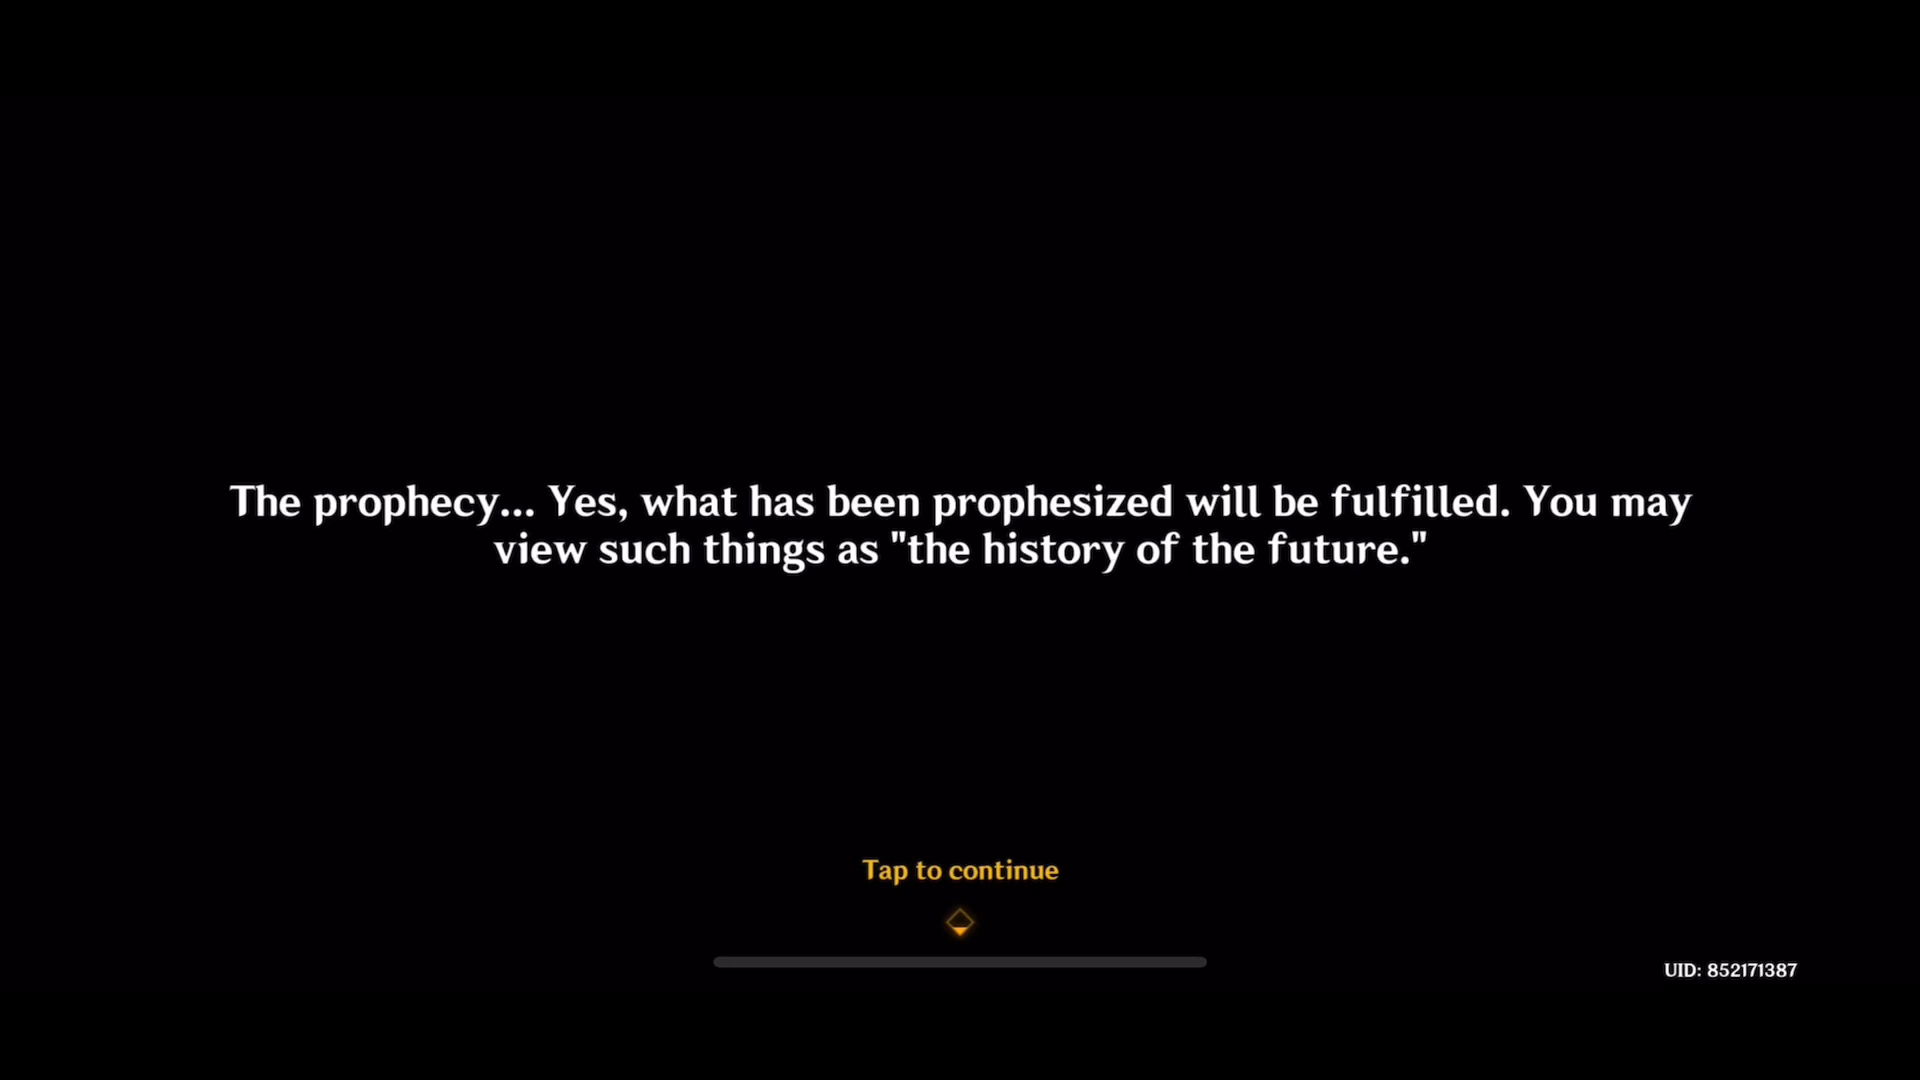 The prophecy... Yes, what has been prophesized will be fulfilled. You may
view such things as "the history of the future."
Tap to continue
UID: 852171387